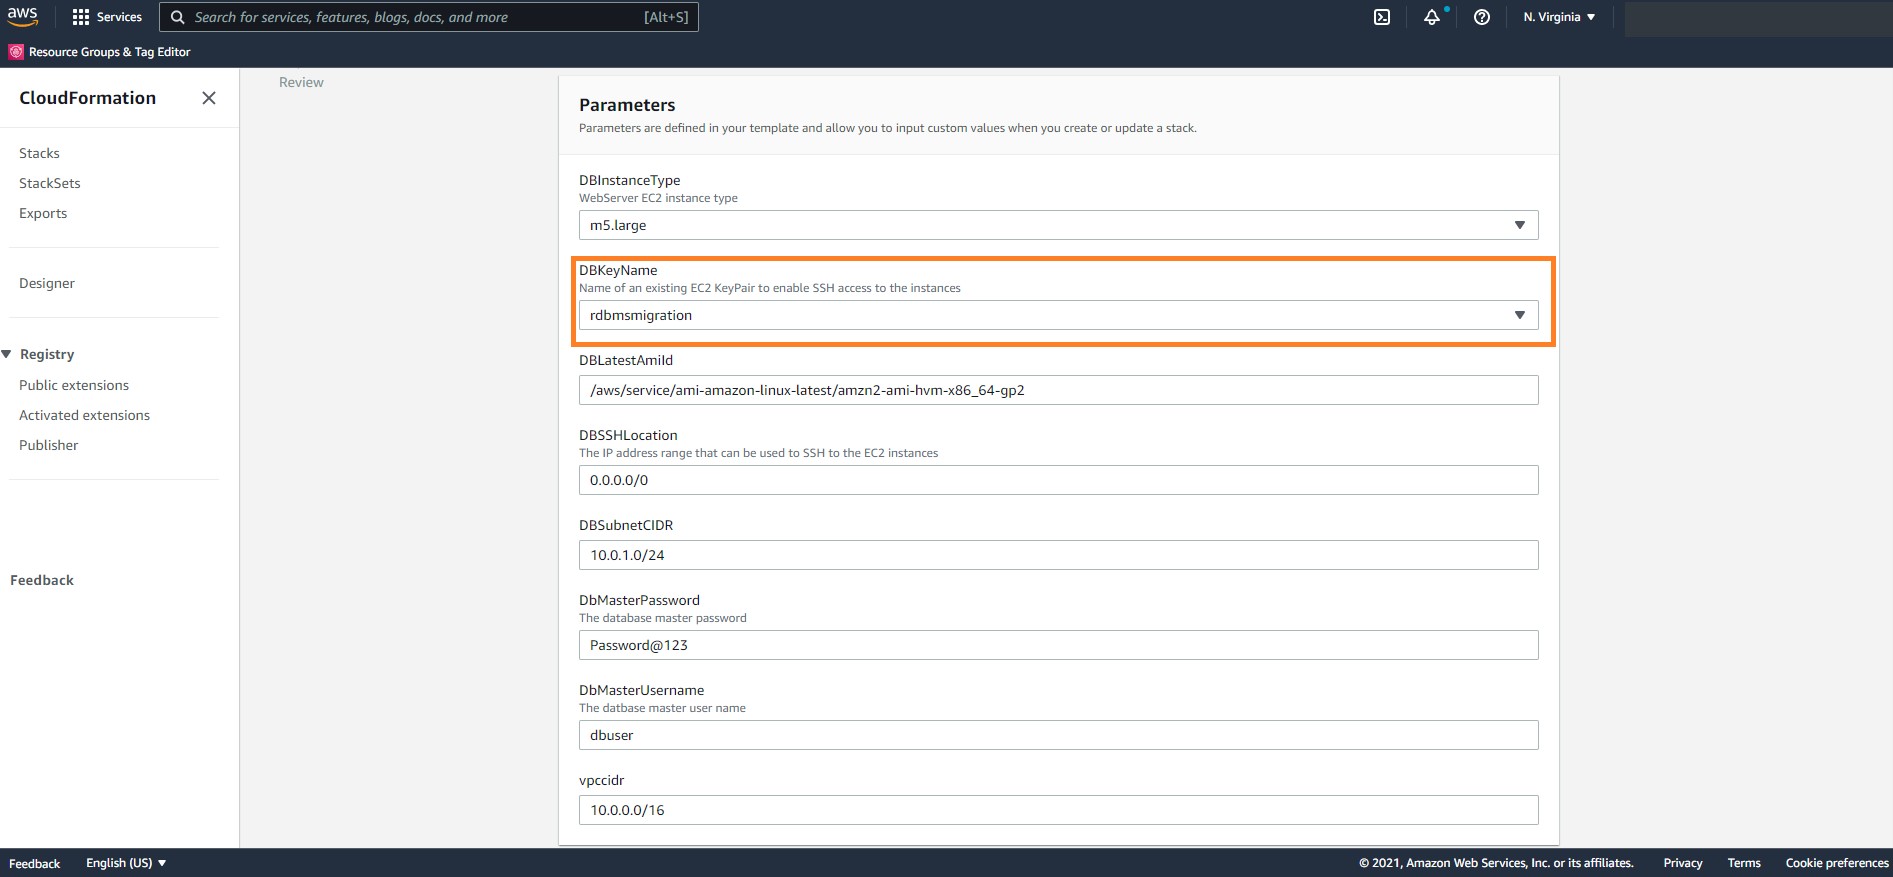 aws
Services
Search for services, features, blogs, docs, and more
[Alt+S]
N. Virginia
Resource Groups & Tag Editor
CloudFormation
Stacks
StackSets
Exports
Designer
Registry
Public extensions
Activated extensions
Publisher
Feedback
Review
Parameters
Parameters are defined in your template and allow you to input custom values when you create or update a stack.
DBInstanceType
WebServer EC2 instance type
m5.large
DBKeyName
Name of an existing EC2 KeyPair to enable SSH access to the instances
rdbmsmigration
DBLatestAmiId
/aws/service/ami-amazon-linux-latest/amzn2-ami-hvm-x86_64-gp2
DBSSHLocation
The IP address range that can be used to SSH to the EC2 instances
0.0.0.0/0
DBSubnetCIDR
10.0.1.0/24
DbMasterPassword
The database master password
Password@123
DbMasterUsername
The datbase master user name
dbuser
vpccidr
10.0.0.0/16
Feedback
English (US)
© 2021, Amazon Web Services, Inc. or its affiliates.
Privacy
Terms
Cookie preferences